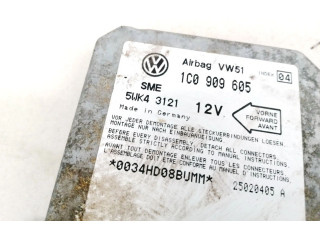 Airbag VW51
INDEX 04
1C0 909 605
SME
5WK4 3121
12V
Made in Germany
VORNE
FORWARD
AVANT
VOR JEDER DEMONTAGE ALLE STECKVERBINDUNGEN LOESEN.
MONTAGE NUR NACH EINBAUVORSCHRIFT
BEFORE EVERY DISASSEMBLY, DETACH ALL CONNECTORS.
ASSEMBLE STRICTLY ACCORDING TO MANUAL INSTRUCTIONS
AVANT TOUT DEMONTAGE ENLEVER TOUS LES CONNECTEURS
L'ASSEMBLAGE DOIT ETRE CONFORME AU MANUEL D'INSTRUCTIONS
*0034HD08BUMM*
25020405 A